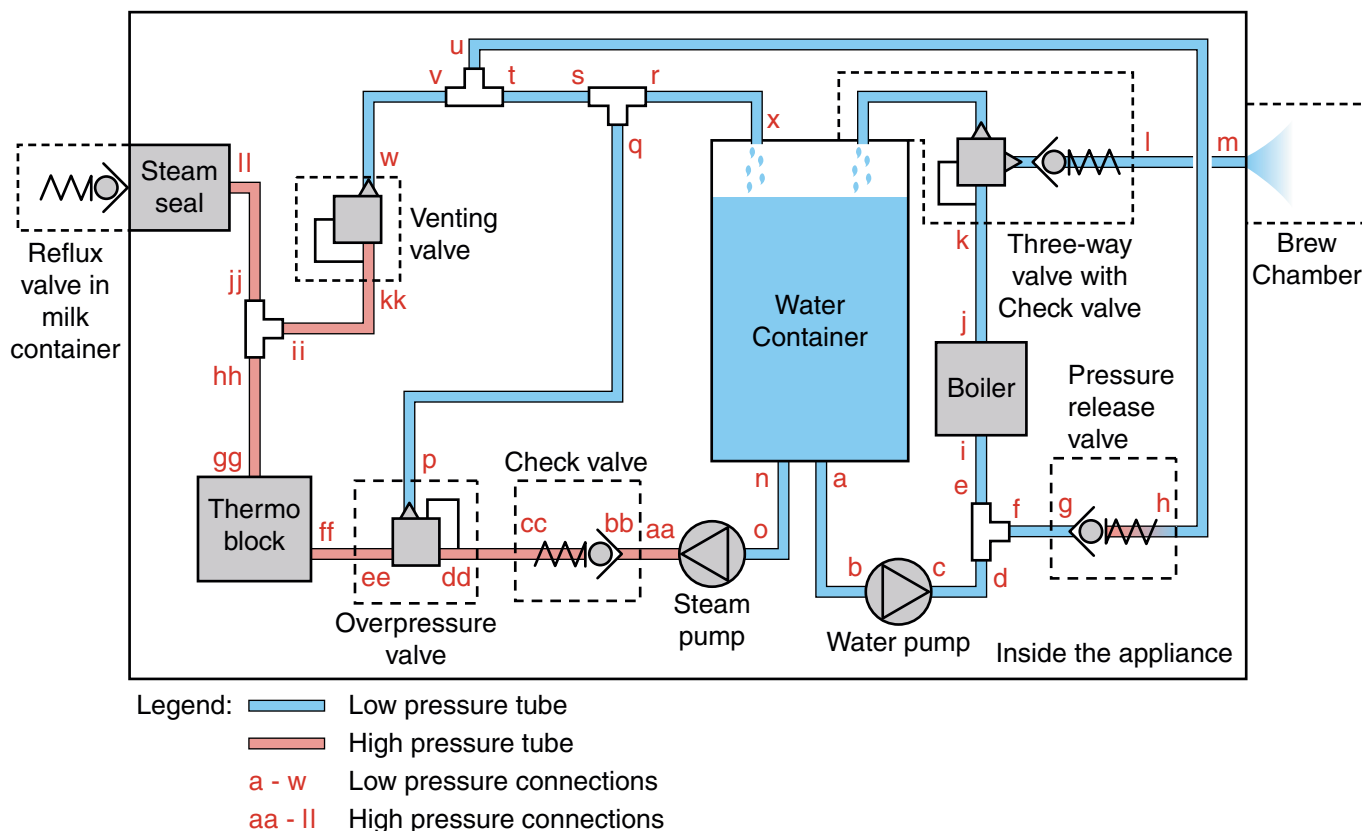 u
v
t
s
r
x
w
q
Steam
seal
ll
Venting
valve
l
m
k
Reflux
valve in
milk
container
jj
kk
ii
hh
gg
Water
Container
Three-way
valve with
Check valve
Brew
Chamber
j
Boiler
i
e
Pressure
release
valve
f
g
h
p
Check valve
n
a
Thermo
block
ff
ee
dd
cc
bb
aa
o
b
c
d
Overpressure
valve
Steam
pump
Water pump
Inside the appliance
Legend:
Low pressure tube
High pressure tube
a - w Low pressure connections
aa - ll High pressure connections